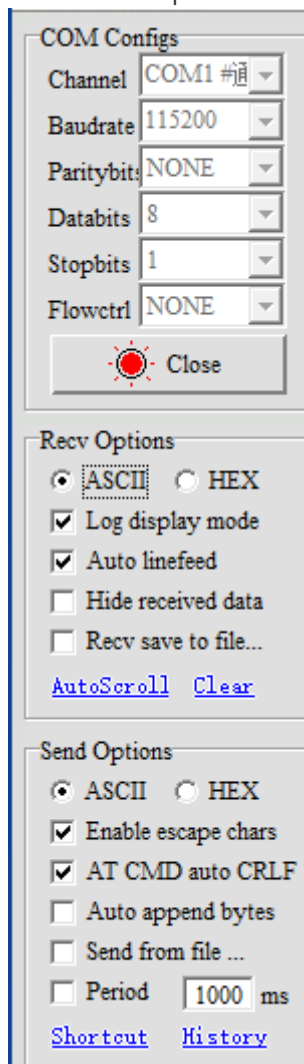 COM Configs
Channel COM1 #通
Baudrate 115200
Paritybits NONE
Databits 8
Stopbits 1
Flowctrl NONE
Close
Recv Options
ASCII HEX
Log display mode
Auto linefeed
Hide received data
Recv save to file...
AutoScroll Clear
Send Options
ASCII HEX
Enable escape chars
AT CMD auto CRLF
Auto append bytes
Send from file ...
Period 1000 ms
Shortcut History